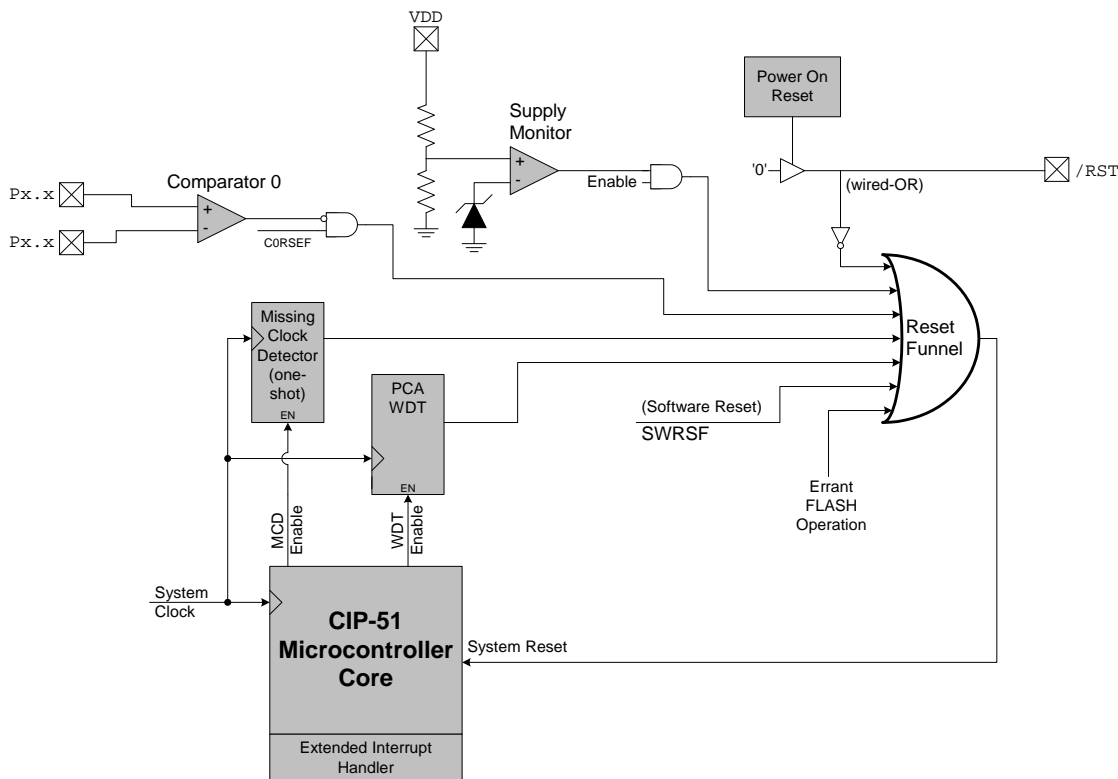 VDD
Power On
Reset
Supply
Monitor
+
-
Enable
'0'
(wired-OR)
/RST
Px.x
Px.x
Comparator 0
+
-
C0RSEF
Missing
Clock
Detector
(one-
shot)
EN
PCA
WDT
EN
(Software Reset)
SWRSF
Errant
FLASH
Operation
Reset
Funnel
MCD
Enable
WDT
Enable
System
Clock
CIP-51
Microcontroller
Core
System Reset
Extended Interrupt
Handler